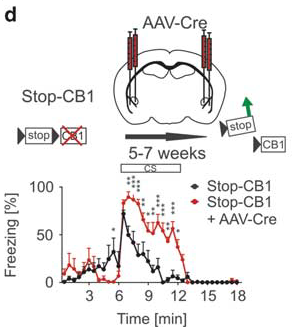 d
AAV-Cre
Stop-CB1
stop
CB1
stop
CB1
5-7 weeks
CS
Stop-CB1
Stop-CB1
+ AAV-Cre
Freezing [%]
100
50
0
3 6 9 12 15 18
Time [min]